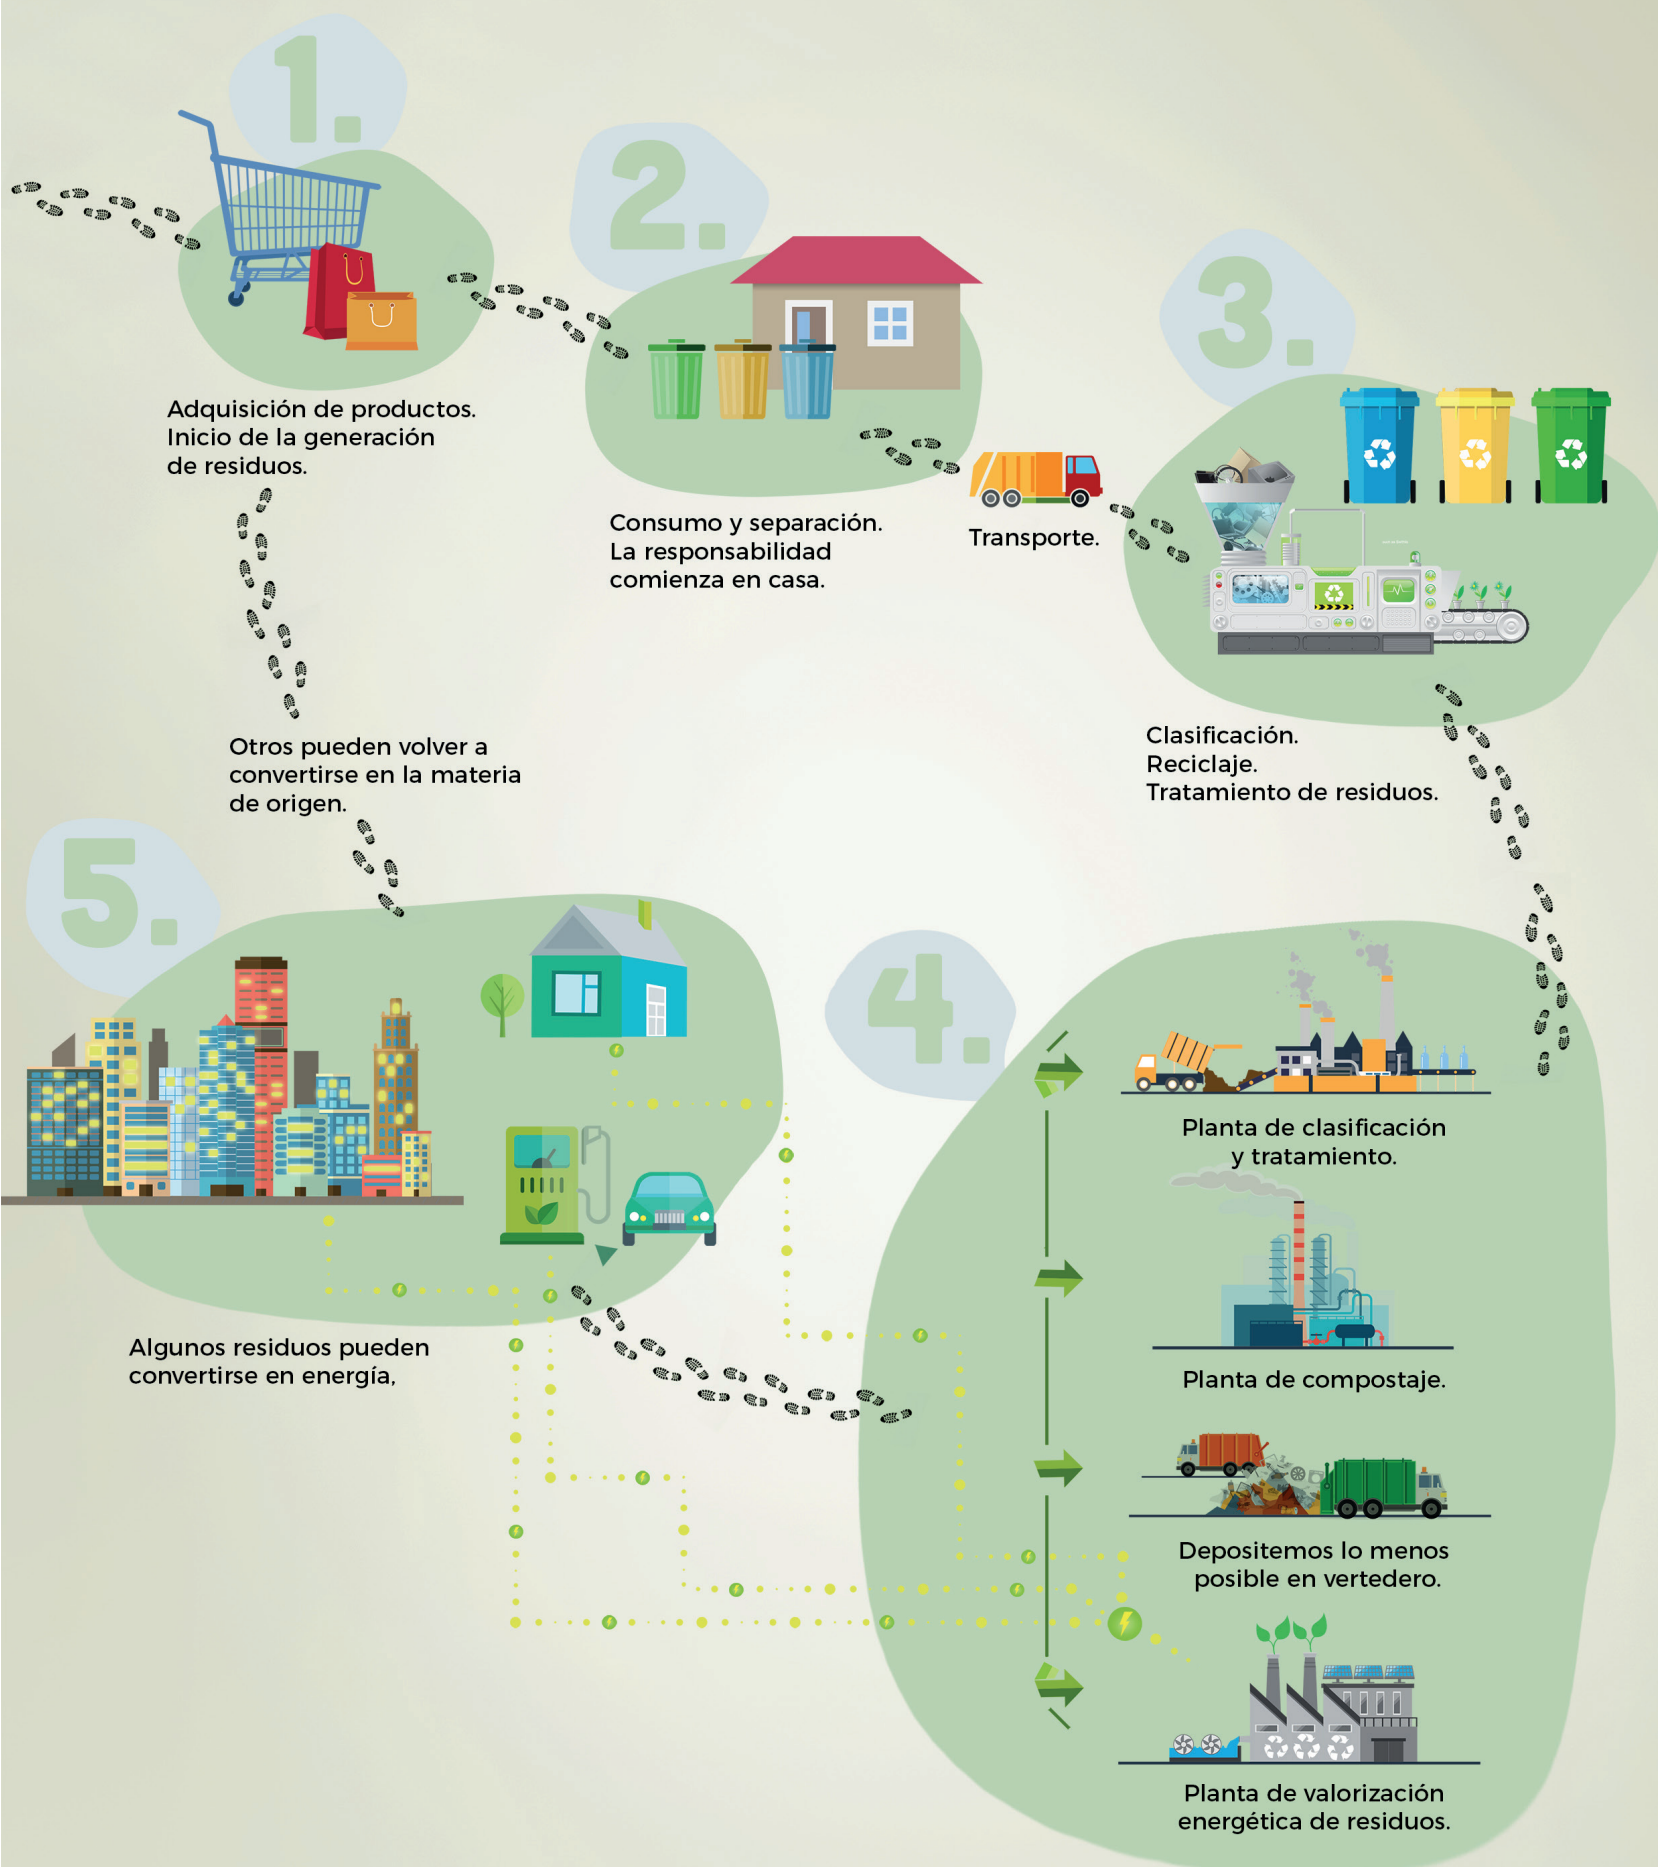 1.
Adquisición de productos.
Inicio de la generación
de residuos.
2.
Consumo y separación.
La responsabilidad
comienza en casa.
Transporte.
3.
Clasificación.
Reciclaje.
Tratamiento de residuos.
4.
Planta de clasificación
y tratamiento.
Planta de compostaje.
Depositemos lo menos
posible en vertedero.
Planta de valorización
energética de residuos.
5.
Algunos residuos pueden
convertirse en energía,
Otros pueden volver a
convertirse en la materia
de origen.